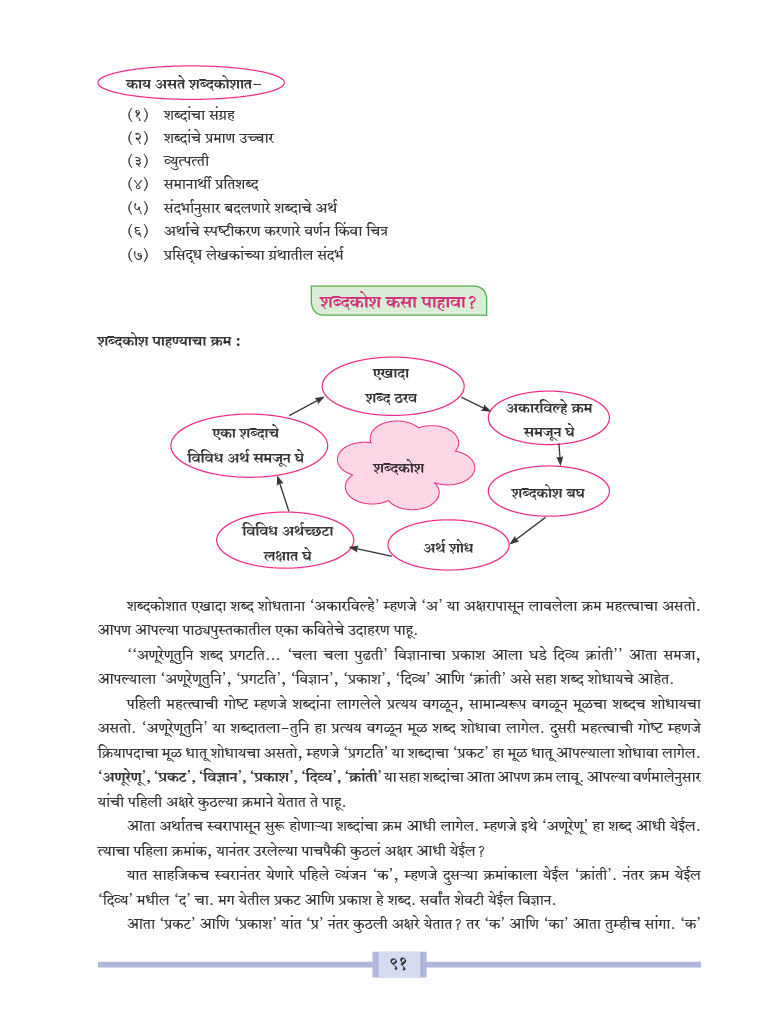 काय असते शब्दकोशात–
(१) शब्दांचा संग्रह
(२) शब्दांचे प्रमाण उच्चार
(३) व्युत्पत्ती
(४) समानार्थी प्रतिशब्द
(५) संदर्भानुसार बदलणारे शब्दाचे अर्थ
(६) अर्थाचे स्पष्टीकरण करणारे वर्णन किंवा चित्र
(७) प्रसिद्ध लेखकांच्या ग्रंथातील संदर्भ
शब्दकोश कसा पाहावा?
शब्दकोश पाहण्याचा क्रम :
एखादा
शब्द ठरव
अकारविल्हे क्रम
समजून घे
शब्दकोश बघ
अर्थ शोध
विविध अर्थच्छटा
लक्षात घे
एका शब्दाचे
विविध अर्थ समजून घे
शब्दकोश
शब्दकोशात एखादा शब्द शोधताना ‘अकारविल्हे’ म्हणजे ‘अ’ या अक्षरापासून लावलेला क्रम महत्त्वाचा असतो.
आपण आपल्या पाठ्यपुस्तकातील एका कवितेचे उदाहरण पाहू.
‘‘अणूरेणूतुनि शब्द प्रगटति... ‘चला चला पुढती’ विज्ञानाचा प्रकाश आला घडे दिव्य क्रांती’’ आता समजा,
आपल्याला ‘अणूरेणूतुनि’, ‘प्रगटति’, ‘विज्ञान’, ‘प्रकाश’, ‘दिव्य’ आणि ‘क्रांती’ असे सहा शब्द शोधायचे आहेत.
पहिली महत्त्वाची गोष्ट म्हणजे शब्दांना लागलेले प्रत्यय वगळून, सामान्यरूप वगळून मूळचा शब्दच शोधायचा
असतो. ‘अणूरेणूतुनि’ या शब्दातला–तुनि हा प्रत्यय वगळून मूळ शब्द शोधावा लागेल. दुसरी महत्त्वाची गोष्ट म्हणजे
क्रियापदाचा मूळ धातू शोधायचा असतो, म्हणजे ‘प्रगटति’ या शब्दाचा ‘प्रकट’ हा मूळ धातू आपल्याला शोधावा लागेल.
‘अणूरेणू’, ‘प्रकट’, ‘विज्ञान’, ‘प्रकाश’, ‘दिव्य’, ‘क्रांती’ या सहा शब्दांचा आता आपण क्रम लावू. आपल्या वर्णमालेनुसार
यांची पहिली अक्षरे कुठल्या क्रमाने येतात ते पाहू.
आता अर्थातच स्वरापासून सुरू होणाऱ्या शब्दांचा क्रम आधी लागेल. म्हणजे इथे ‘अणूरेणू’ हा शब्द आधी येईल.
त्याचा पहिला क्रमांक, यानंतर उरलेल्या पाचपैकी कुठलं अक्षर आधी येईल?
यात साहजिकच स्वरानंतर येणारे पहिले व्यंजन ‘क’, म्हणजे दुसऱ्या क्रमांकाला येईल ‘क्रांती’. नंतर क्रम येईल
‘दिव्य’ मधील ‘द’ चा. मग येतील प्रकट आणि प्रकाश हे शब्द. सर्वांत शेवटी येईल विज्ञान.
आता ‘प्रकट’ आणि ‘प्रकाश’ यांत ‘प्र’ नंतर कुठली अक्षरे येतात? तर ‘क’ आणि ‘का’ आता तुम्हीच सांगा. ‘क’
९१